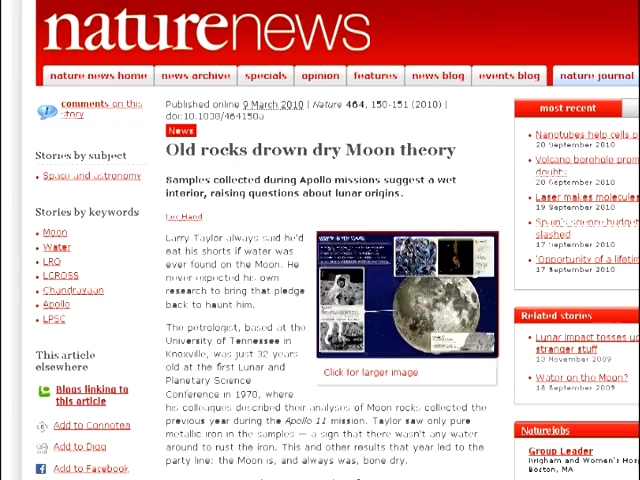 naturenews
nature news home
news archive
specials
opinion
features
news blog
events blog
nature journal
comments on this
story
Stories by subject
Space and astronomy
Stories by keywords
Moon
Water
LRO
LCROSS
Chandrayaan
Apollo
LPSC
This article
elsewhere
Blogs linking to
this article
Add to Connotea
Add to Digg
Add to Facebook
Published online 9 March 2010 | Nature 464, 150-151 (2010) |
doi:10.1038/464150a
News
Old rocks drown dry Moon theory
Samples collected during Apollo missions suggest a wet
interior, raising questions about lunar origins.
Eric Hand
Larry Taylor always said he'd
eat his shorts if water was
ever found on the Moon. He
never expected his own
research to bring that pledge
back to haunt him.
Click for larger image
The petrologist, based at the
University of Tennessee in
Knoxville, was just 32 years
old at the first Lunar and
Planetary Science
Conference in 1970, where
his colleagues described their analyses of Moon rocks collected the
previous year during the Apollo 11 mission. Taylor saw only pure
metallic iron in the samples — a sign that there wasn't any water
around to rust the iron. This and other results that year led to the
party line: the Moon is, and always was, bone dry.
most recent
Nanotubes help cells p
20 September 2010
Volcano borehole prom
doubts
20 September 2010
Laser makes molecules
19 September 2010
Spain's science budget
slashed
17 September 2010
'Opportunity of a lifetim
17 September 2010
Related stories
Lunar impact tosses up
stranger stuff
13 November 2009
Water on the Moon?
18 September 2009
Naturejobs
Group Leader
Brigham and Women's Hos
Boston, MA